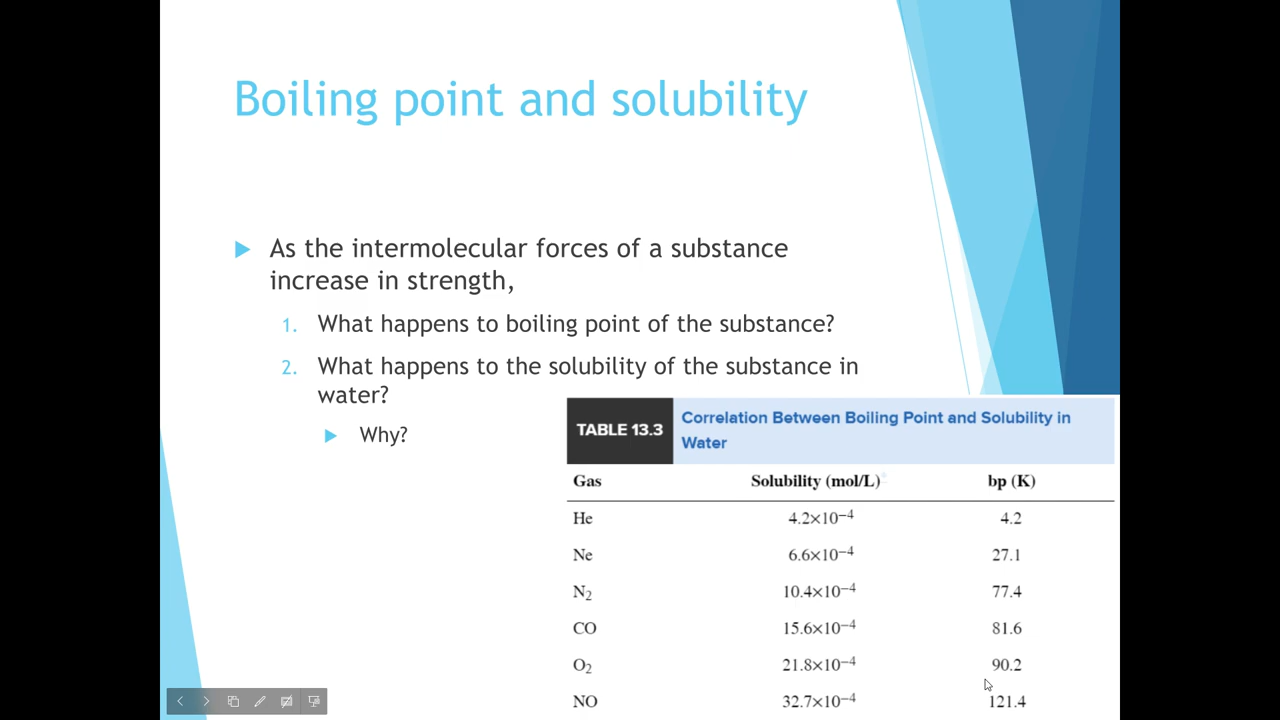 Boiling point and solubility
As the intermolecular forces of a substance
increase in strength,
1. What happens to boiling point of the substance?
2. What happens to the solubility of the substance in
water?
Why?
TABLE 13.3 Correlation Between Boiling Point and Solubility in
Water
Gas Solubility (mol/L) bp (K)
He 4.2×10⁻⁴ 4.2
Ne 6.6×10⁻⁴ 27.1
N₂ 10.4×10⁻⁴ 77.4
CO 15.6×10⁻⁴ 81.6
O₂ 21.8×10⁻⁴ 90.2
NO 32.7×10⁻⁴ 121.4